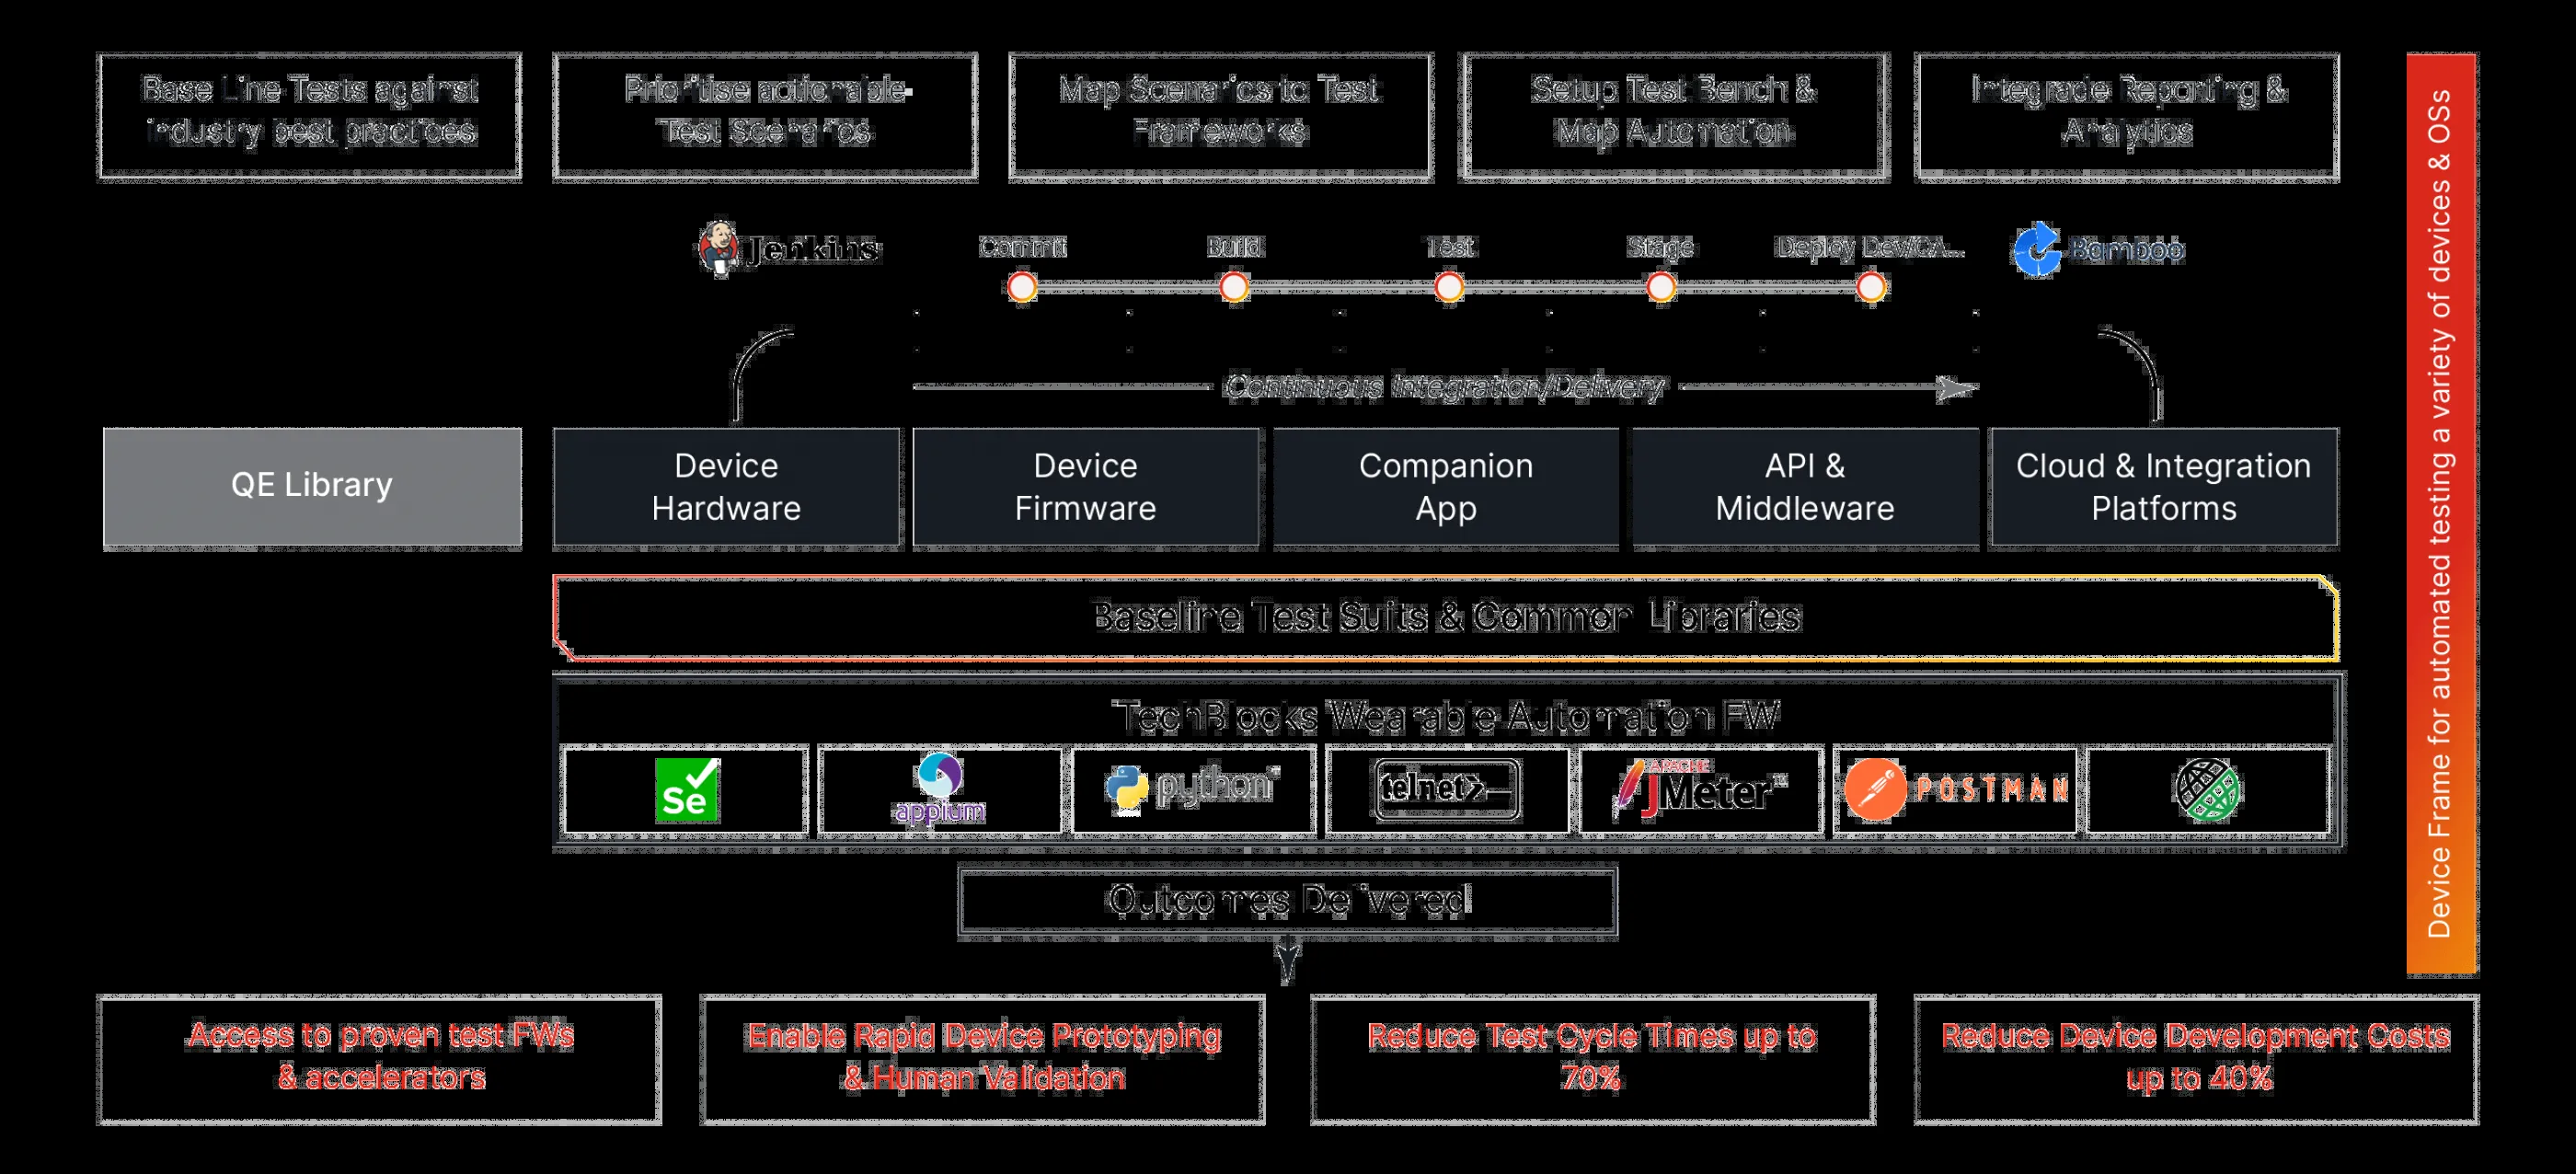 Base Line Tests against
industry best practices
Prioritise actionable
Test Scenarios
Map Scenarios to Test
Frameworks
Setup Test Bench &
Map Automation
Integrade Reporting &
Analytics
Jenkins
Commit
Build
Test
Stage
Deploy Dev/QA...
Bamboo
Continuous Integration/Delivery
QE Library
Device
Hardware
Device
Firmware
Companion
App
API &
Middleware
Cloud & Integration
Platforms
Baseline Test Suits & Common Libraries
TechBlocks Wearable Automation FW
Se
appium
python
telnet
APACHE
JMeter™
POSTMAN
Outcomes Delivered
Access to proven test FWs
& accelerators
Enable Rapid Device Prototyping
& Human Validation
Reduce Test Cycle Times up to
70%
Reduce Device Development Costs
up to 40%
Device Frame for automated testing a variety of devices & OSs